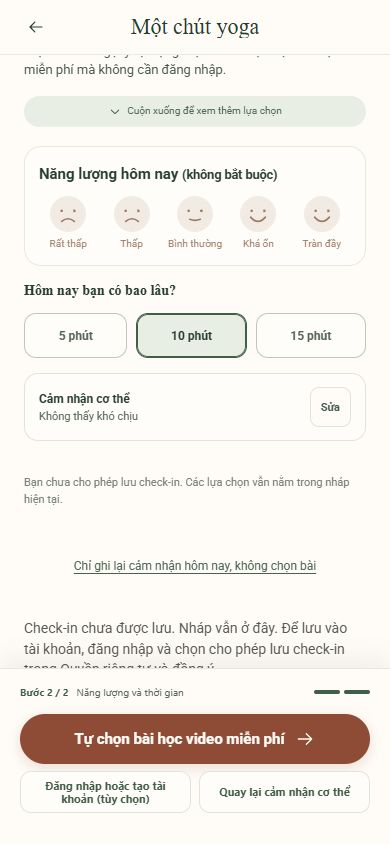 Một chút yoga
miễn phí mà không cần đăng nhập.
Cuộn xuống để xem thêm lựa chọn
Năng lượng hôm nay (không bắt buộc)
Rất thấp
Thấp
Bình thường
Khá ổn
Tràn đầy
Hôm nay bạn có bao lâu?
5 phút
10 phút
15 phút
Cảm nhận cơ thể
Không thấy khó chịu
Sửa
Bạn chưa cho phép lưu check-in. Các lựa chọn vẫn nằm trong nháp
hiện tại.
Chỉ ghi lại cảm nhận hôm nay, không chọn bài
Check-in chưa được lưu. Nháp vẫn ở đây. Để lưu vào
tài khoản, đăng nhập và chọn cho phép lưu check-in
trong Quyền riêng tư và đồng ý.
Bước 2 / 2 Năng lượng và thời gian
Tự chọn bài học video miễn phí
Đăng nhập hoặc tạo tài
khoản (tùy chọn)
Quay lại cảm nhận cơ thể